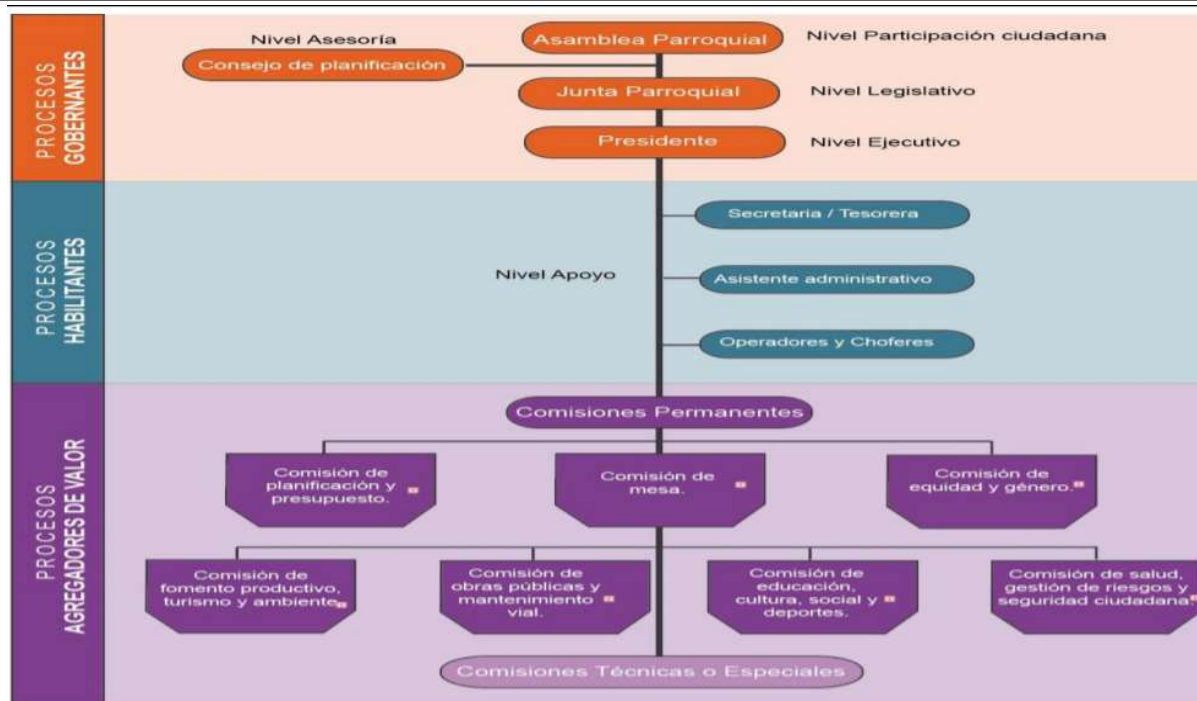 PROCESOS
GOBERNANTES
Nivel Asesoría
Asamblea Parroquial
Nivel Participación ciudadana
Consejo de planificación
Junta Parroquial
Nivel Legislativo
Presidente
Nivel Ejecutivo
PROCESOS
HABILITANTES
Secretaria / Tesorera
Nivel Apoyo
Asistente administrativo
Operadores y Choferes
PROCESOS
AGREGADORES DE VALOR
Comisiones Permanentes
Comisión de
planificación y
presupuesto.
Comisión de
mesa.
Comisión de
equidad y género.
Comisión de
fomento productivo,
turismo y ambiente
Comisión de
obras públicas y
mantenimiento
vial.
Comisión de
educación,
cultura, social y
deportes.
Comisión de salud,
gestión de riesgos y
seguridad ciudadana
Comisiones Técnicas o Especiales